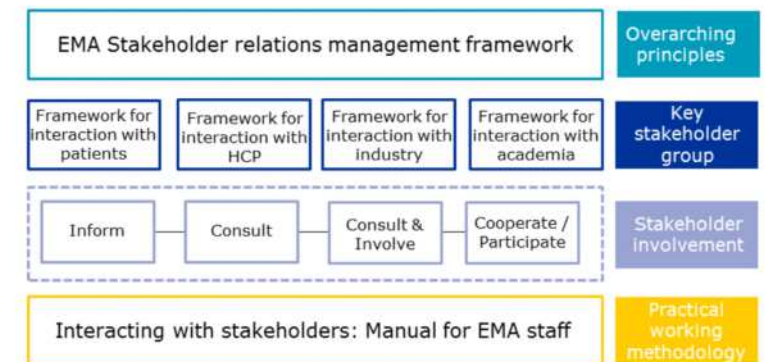 EMA Stakeholder relations management framework
Overarching
principles
Framework for
interaction with
patients
Framework for
interaction with
HCP
Framework for
interaction with
industry
Framework for
interaction with
academia
Key
stakeholder
group
Inform
Consult
Consult &
Involve
Cooperate /
Participate
Stakeholder
involvement
Interacting with stakeholders: Manual for EMA staff
Practical
working
methodology